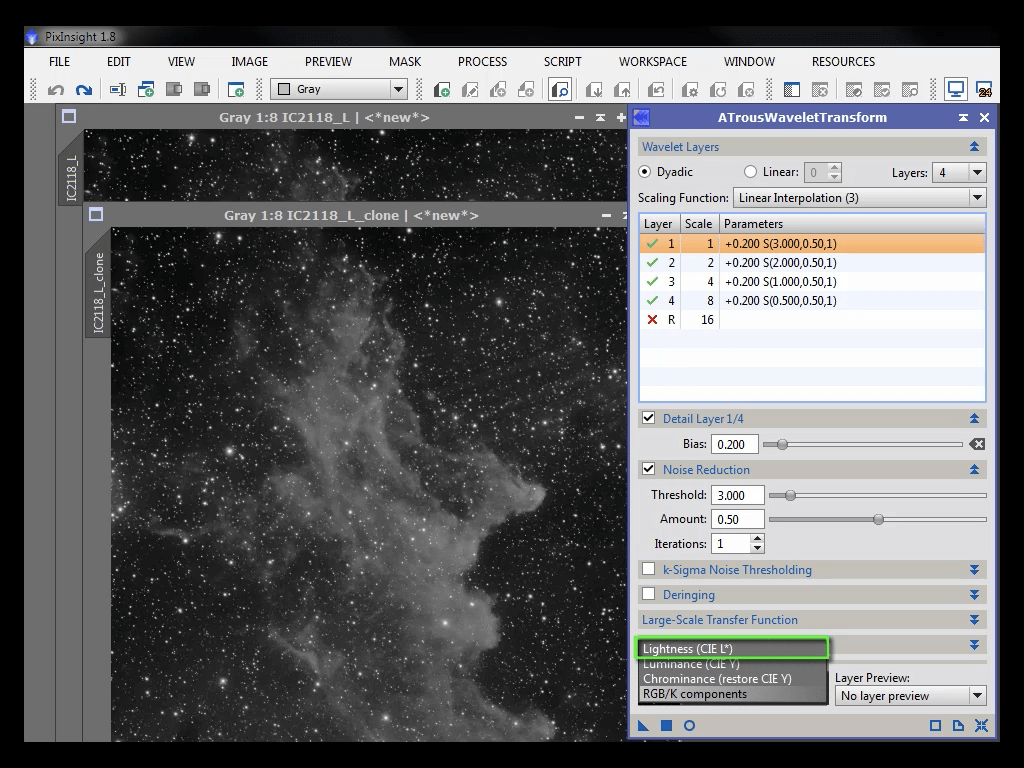 PixInsight 1.8
FILE EDIT VIEW IMAGE PREVIEW MASK PROCESS SCRIPT WORKSPACE WINDOW RESOURCES
Gray
24
Gray 1:8 IC2118_L | <*new*>
IC2118_L
Gray 1:8 IC2118_L_clone | <*new*>
IC2118_L_clone
ATrousWaveletTransform
Wavelet Layers
Dyadic Linear: 0 Layers: 4
Scaling Function: Linear Interpolation (3)
Layer Scale Parameters
1 1 +0.200 S(3.000,0.50,1)
2 2 +0.200 S(2.000,0.50,1)
3 4 +0.200 S(1.000,0.50,1)
4 8 +0.200 S(0.500,0.50,1)
R 16
Detail Layer 1/4
Bias: 0.200
Noise Reduction
Threshold: 3.000
Amount: 0.50
Iterations: 1
k-Sigma Noise Thresholding
Deringing
Large-Scale Transfer Function
Lightness (CIE L*)
Luminance (CIE Y)
Chrominance (restore CIE Y)
RGB/K components
Layer Preview:
No layer preview